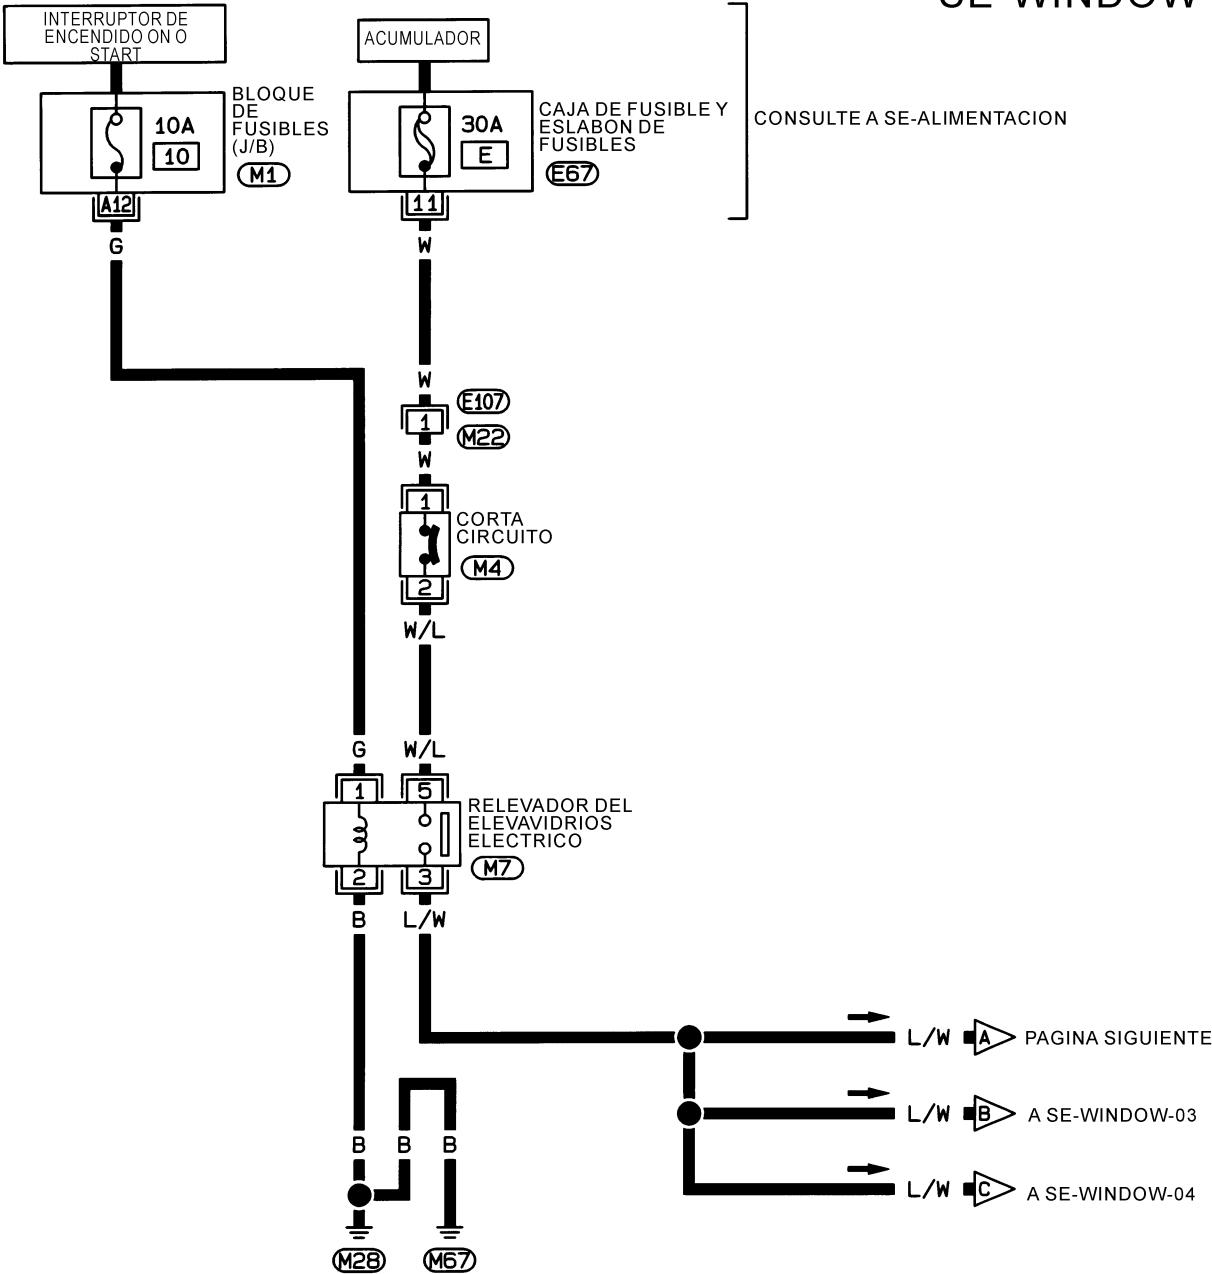 SE-WINDOW
INTERRUPTOR DE
ENCENDIDO ON O
START
ACUMULADOR
BLOQUE
DE
FUSIBLES
(J/B)
M1
10A
10
A12
G
CAJA DE FUSIBLE Y
ESLABON DE
FUSIBLES
E67
30A
E
11
W
CONSULTE A SE-ALIMENTACION
W
E107
1
M22
W
1
CORTA
CIRCUITO
M4
2
W/L
G
W/L
1
5
RELEVADOR DEL
ELEVAVIDRIOS
ELECTRICO
M7
2
3
B
L/W
L/W
A
PAGINA SIGUIENTE
L/W
B
A SE-WINDOW-03
B
B
B
L/W
C
A SE-WINDOW-04
M28
M67